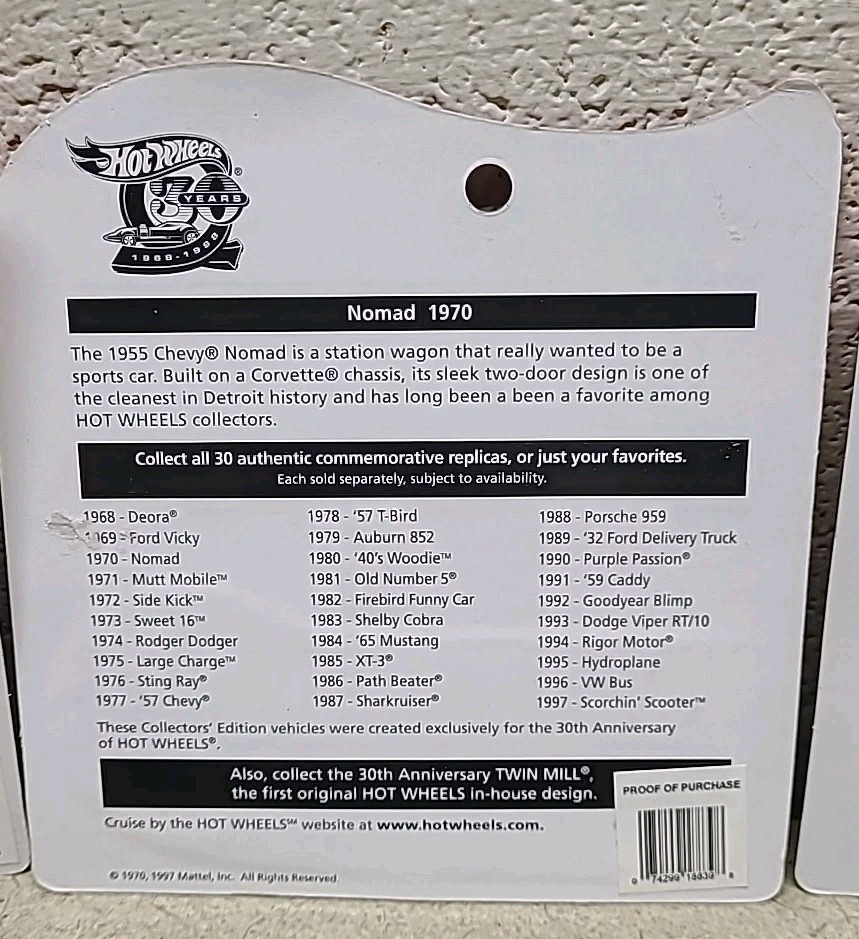 HOT WHEELS®
30
YEARS
1968-1998
Nomad 1970
The 1955 Chevy® Nomad is a station wagon that really wanted to be a
sports car. Built on a Corvette® chassis, its sleek two-door design is one of
the cleanest in Detroit history and has long been a been a favorite among
HOT WHEELS collectors.
Collect all 30 authentic commemorative replicas, or just your favorites.
Each sold separately, subject to availability.
1968 - Deora®
1969 - Ford Vicky
1970 - Nomad
1971 - Mutt Mobile™
1972 - Side Kick™
1973 - Sweet 16™
1974 - Rodger Dodger
1975 - Large Charge™
1976 - Sting Ray®
1977 - '57 Chevy®
1978 - '57 T-Bird
1979 - Auburn 852
1980 - '40's Woodie™
1981 - Old Number 5®
1982 - Firebird Funny Car
1983 - Shelby Cobra
1984 - '65 Mustang
1985 - XT-3®
1986 - Path Beater®
1987 - Sharkruiser®
1988 - Porsche 959
1989 - '32 Ford Delivery Truck
1990 - Purple Passion®
1991 - '59 Caddy
1992 - Goodyear Blimp
1993 - Dodge Viper RT/10
1994 - Rigor Motor®
1995 - Hydroplane
1996 - VW Bus
1997 - Scorchin' Scooter™
These Collectors' Edition vehicles were created exclusively for the 30th Anniversary
of HOT WHEELS®.
Also, collect the 30th Anniversary TWIN MILL®,
the first original HOT WHEELS in-house design.
Cruise by the HOT WHEELS℠ website at www.hotwheels.com.
PROOF OF PURCHASE
0 74299 18839 8
© 1970, 1997 Mattel, Inc. All Rights Reserved.